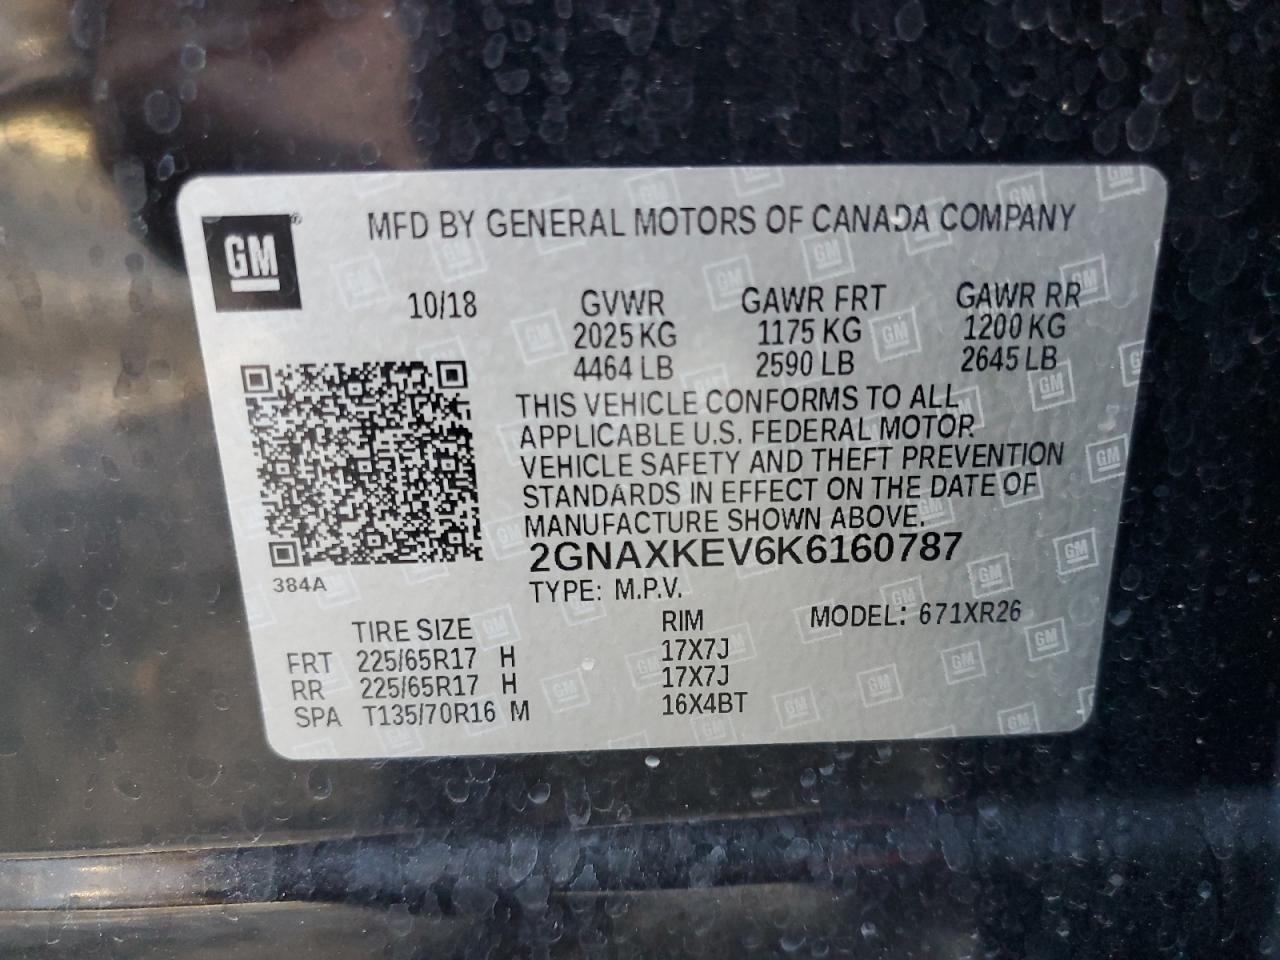 GM®
MFD BY GENERAL MOTORS OF CANADA COMPANY
10/18 GVWR GAWR FRT GAWR RR
2025 KG 1175 KG 1200 KG
4464 LB 2590 LB 2645 LB
THIS VEHICLE CONFORMS TO ALL
APPLICABLE U.S. FEDERAL MOTOR
VEHICLE SAFETY AND THEFT PREVENTION
STANDARDS IN EFFECT ON THE DATE OF
MANUFACTURE SHOWN ABOVE.
2GNAXKEV6K6160787
384A
TYPE: M.P.V.
TIRE SIZE RIM MODEL: 671XR26
FRT 225/65R17 H 17X7J
RR 225/65R17 H 17X7J
SPA T135/70R16 M 16X4BT